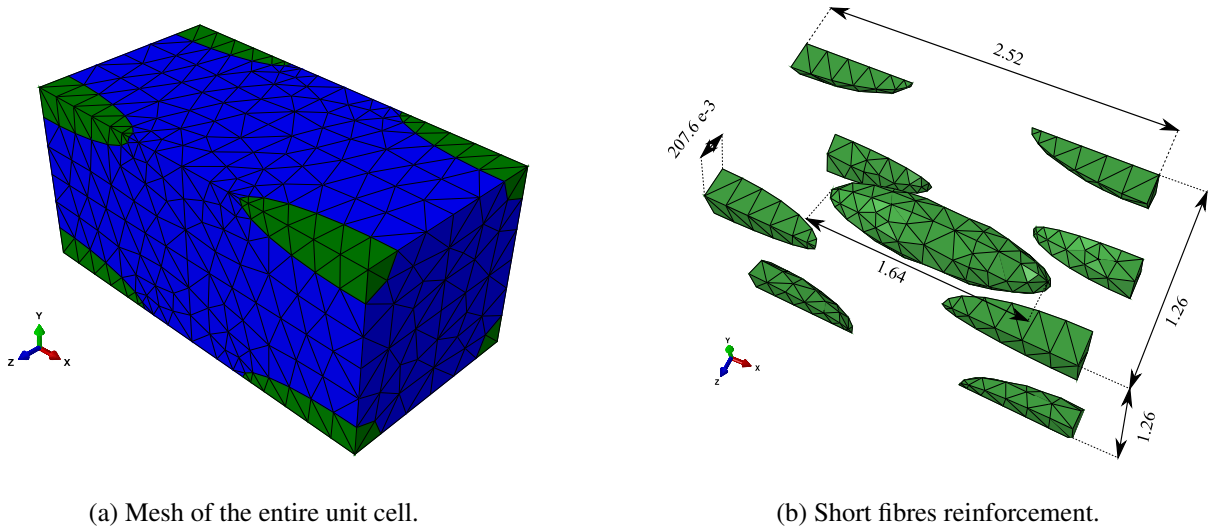 2.52
207.6 e-3
1.64
1.26
1.26
Y
Z
X
Y
Z
X
(a) Mesh of the entire unit cell.
(b) Short fibres reinforcement.